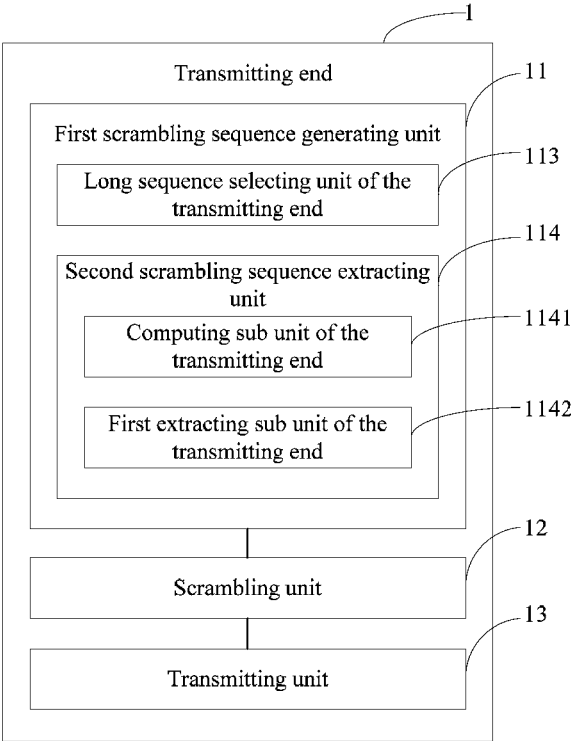 1
Transmitting end
11
First scrambling sequence generating unit
113
Long sequence selecting unit of the
transmitting end
114
Second scrambling sequence extracting
unit
1141
Computing sub unit of the
transmitting end
1142
First extracting sub unit of the
transmitting end
12
Scrambling unit
13
Transmitting unit